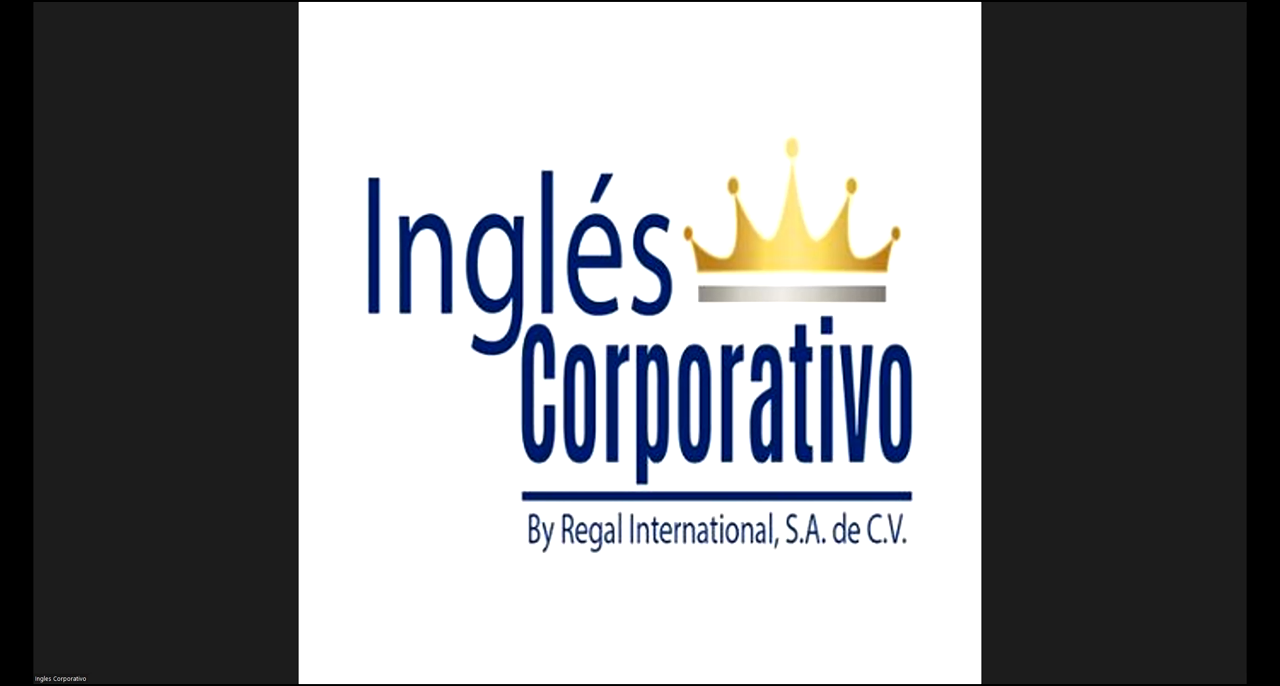 Inglés
Corporativo
By Regal International, S.A. de C.V.
Ingles Corporativo